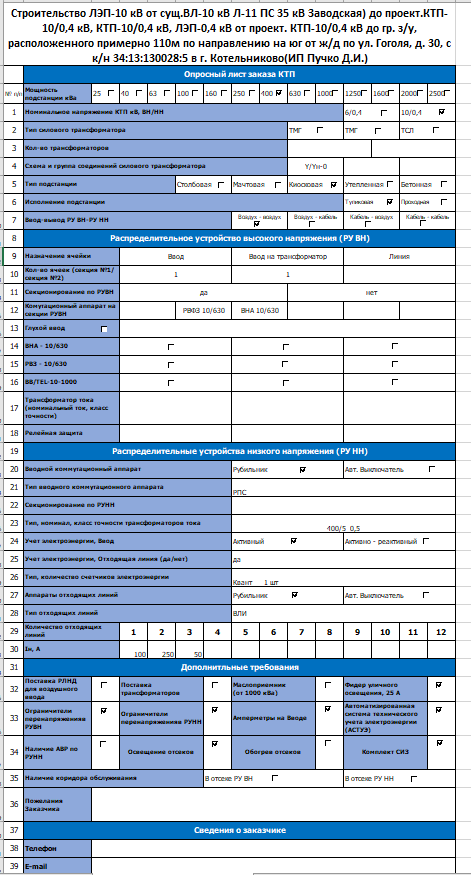 Строительство ЛЭП-10 кВ от сущ.ВЛ-10 кВ Л-11 ПС 35 кВ Заводская) до проект.КТП-
10/0,4 кВ, КТП-10/0,4 кВ, ЛЭП-0,4 кВ от проект. КТП-10/0,4 кВ до гр. з/у,
расположенного примерно 110м по направлению на юг от ж/д по ул. Гоголя, д. 30, с
к/н 34:13:130028:5 в г. Котельниково(ИП Пучко Д.И.)
Опросный лист заказа КТП
№ п/п Мощность подстанции кВа 25 40 63 100 160 250 400 630 1000 1250 1600 2000 2500
1 Номинальное напряжение КТП кВ, ВН/НН 6/0,4 10/0,4
2 Тип силового трансформатора ТМГ ТМГ ТСЛ
3 Кол-во трансформаторов
4 Схема и группа соединений силового трансформатора Y/Yн-0
5 Тип подстанции Столбовая Мачтовая Киосковая Утепленная Бетонная
6 Исполнение подстанции Тупиковая Проходная
7 Ввод-вывод РУ ВН-РУ НН Воздух - воздух Воздух - кабель Кабель - воздух Кабель - кабель
8 Распределительное устройство высокого напряжения (РУ ВН)
9 Назначение ячейки Ввод Ввод на трансформатор Линия
10 Кол-во ячеек (секция №1/ секция №2) 1 1
11 Секционирование по РУВН да нет
12 Комутационный аппарат на секции РУВН РВФЗ 10/630 ВНА 10/630
13 Глухой ввод
14 ВНА - 10/630
15 РВЗ - 10/630
16 ВВ/TEL-10-1000
17 Трансформатор тока (номинальный ток, класс точности)
18 Релейная защита
19 Распределительные устройства низкого напряжения (РУ НН)
20 Вводной коммутационный аппарат Рубильник Авт. Выключатель
21 Тип вводного коммутационного аппарата РПС
22 Секционирование по РУНН
23 Тип, номинал, класс точности трансформаторов тока 400/5 0,5
24 Учет электроэнергии, Ввод Активный Активно - реактивный
25 Учет электроэнергии, Отходящая линия (да/нет) да
26 Тип, количество счетчиков электроэнергии Квант 1 шт
27 Аппараты отходящих линий Рубильник Авт. Выключатель
28 Тип отходящих линий ВЛИ
29 Количество отходящих линий 1 2 3 4 5 6 7 8 9 10 11 12
30 Iн, А 100 250 50
31 Дополнитльные требования
32 Поставка РЛНД для воздушного ввода Поставка трансформаторов Маслоприемник (от 1000 кВа) Фидер уличного освещения, 25 А
33 Ограничители перенапряжения РУВН Ограничители перенапряжения РУНН Амперметры на Вводе Автоматизированная система технического учета электроэнергии (АСТУЭ)
34 Наличие АВР по РУНН Освещение отсеков Обогрев отсеков Комплект СИЗ
35 Наличие коридора обслуживания В отсеке РУ ВН В отсеке РУ НН
36 Пожелания Заказчика
37 Сведения о заказчике
38 Телефон
39 E-mail